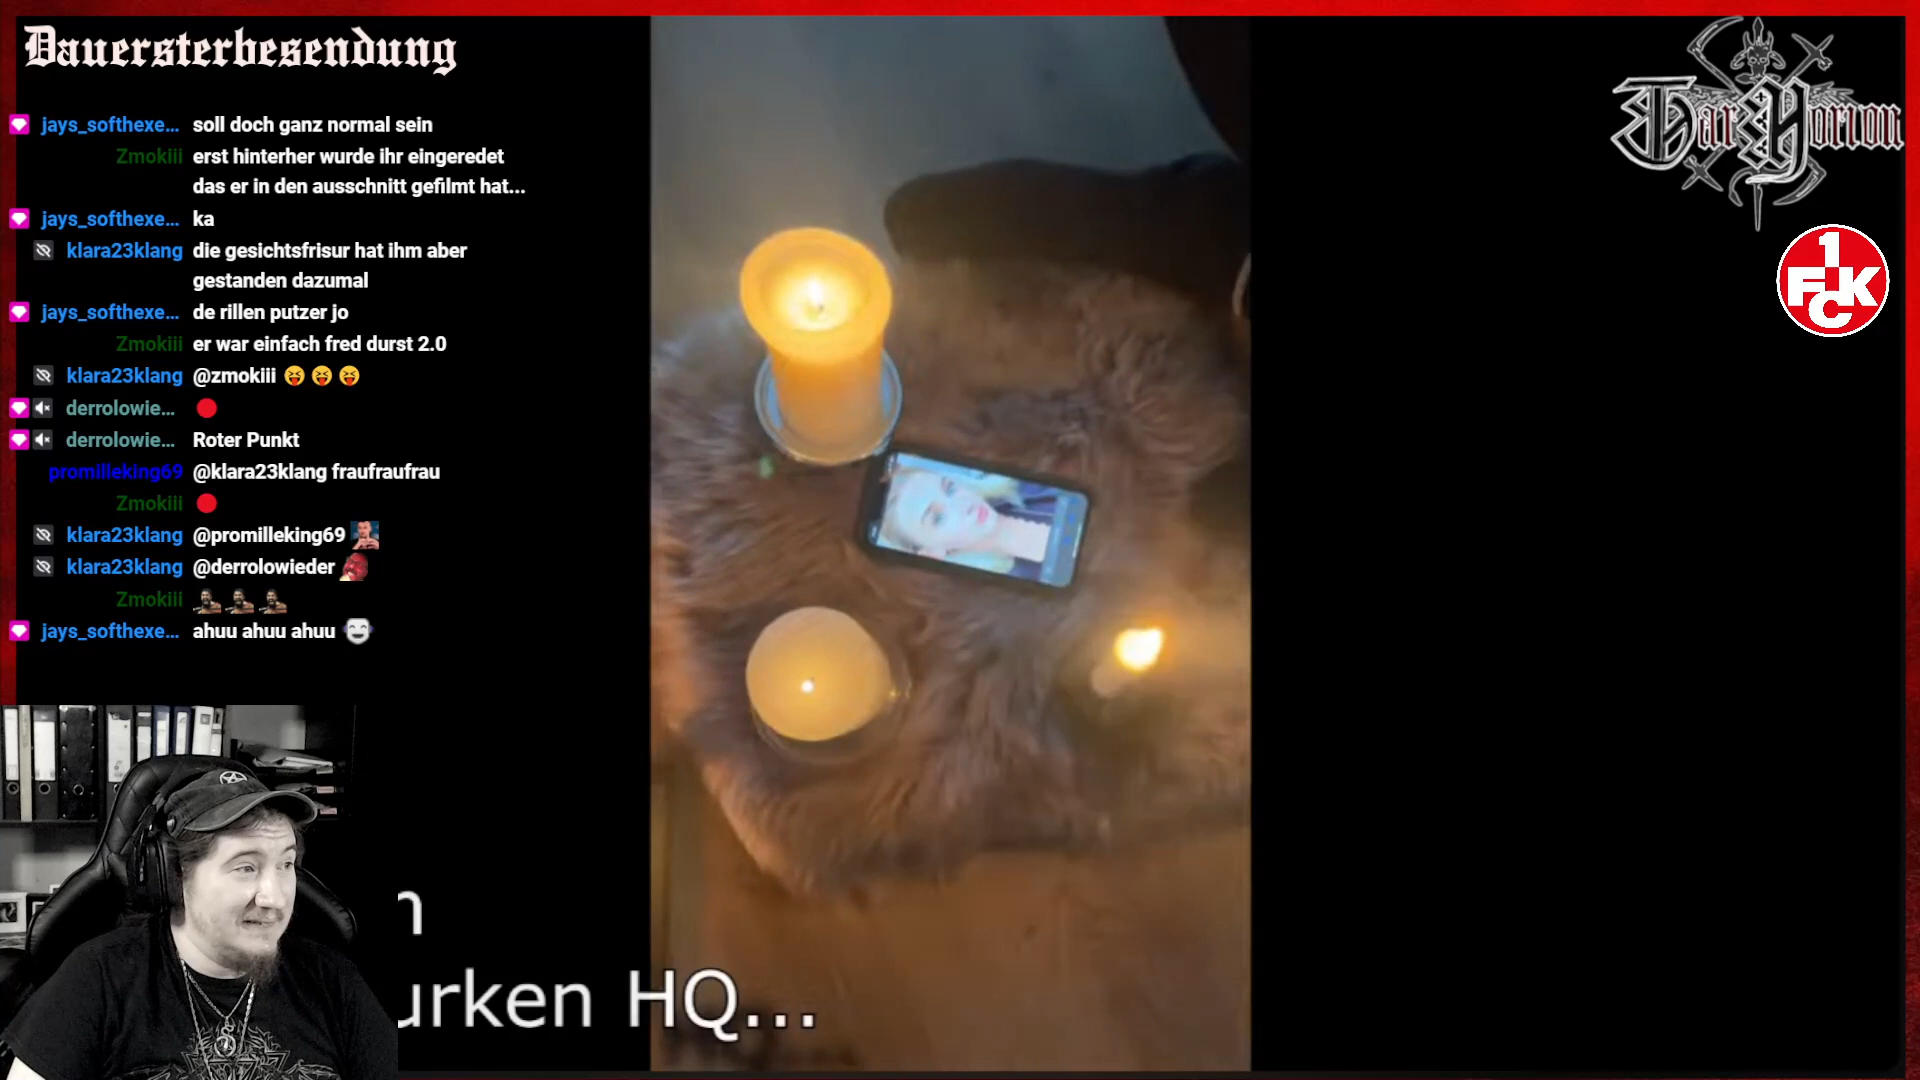 Dauersterbesendung
jays_softhexe... soll doch ganz normal sein
Zmokiii erst hinterher wurde ihr eingeredet
das er in den ausschnitt gefilmt hat...
jays_softhexe... ka
klara23klang die gesichtsfrisur hat ihm aber
gestanden dazumal
jays_softhexe... de rillen putzer jo
Zmokiii er war einfach fred durst 2.0
klara23klang @zmokiii 😝 😝 😝
derrolowie... 🔴
derrolowie... Roter Punkt
promilleking69 @klara23klang fraufraufrau
Zmokiii 🔴
klara23klang @promilleking69
klara23klang @derrolowieder
Zmokiii
jays_softhexe... ahuu ahuu ahuu
n
urken HQ...
Dark Horion
1
FCK